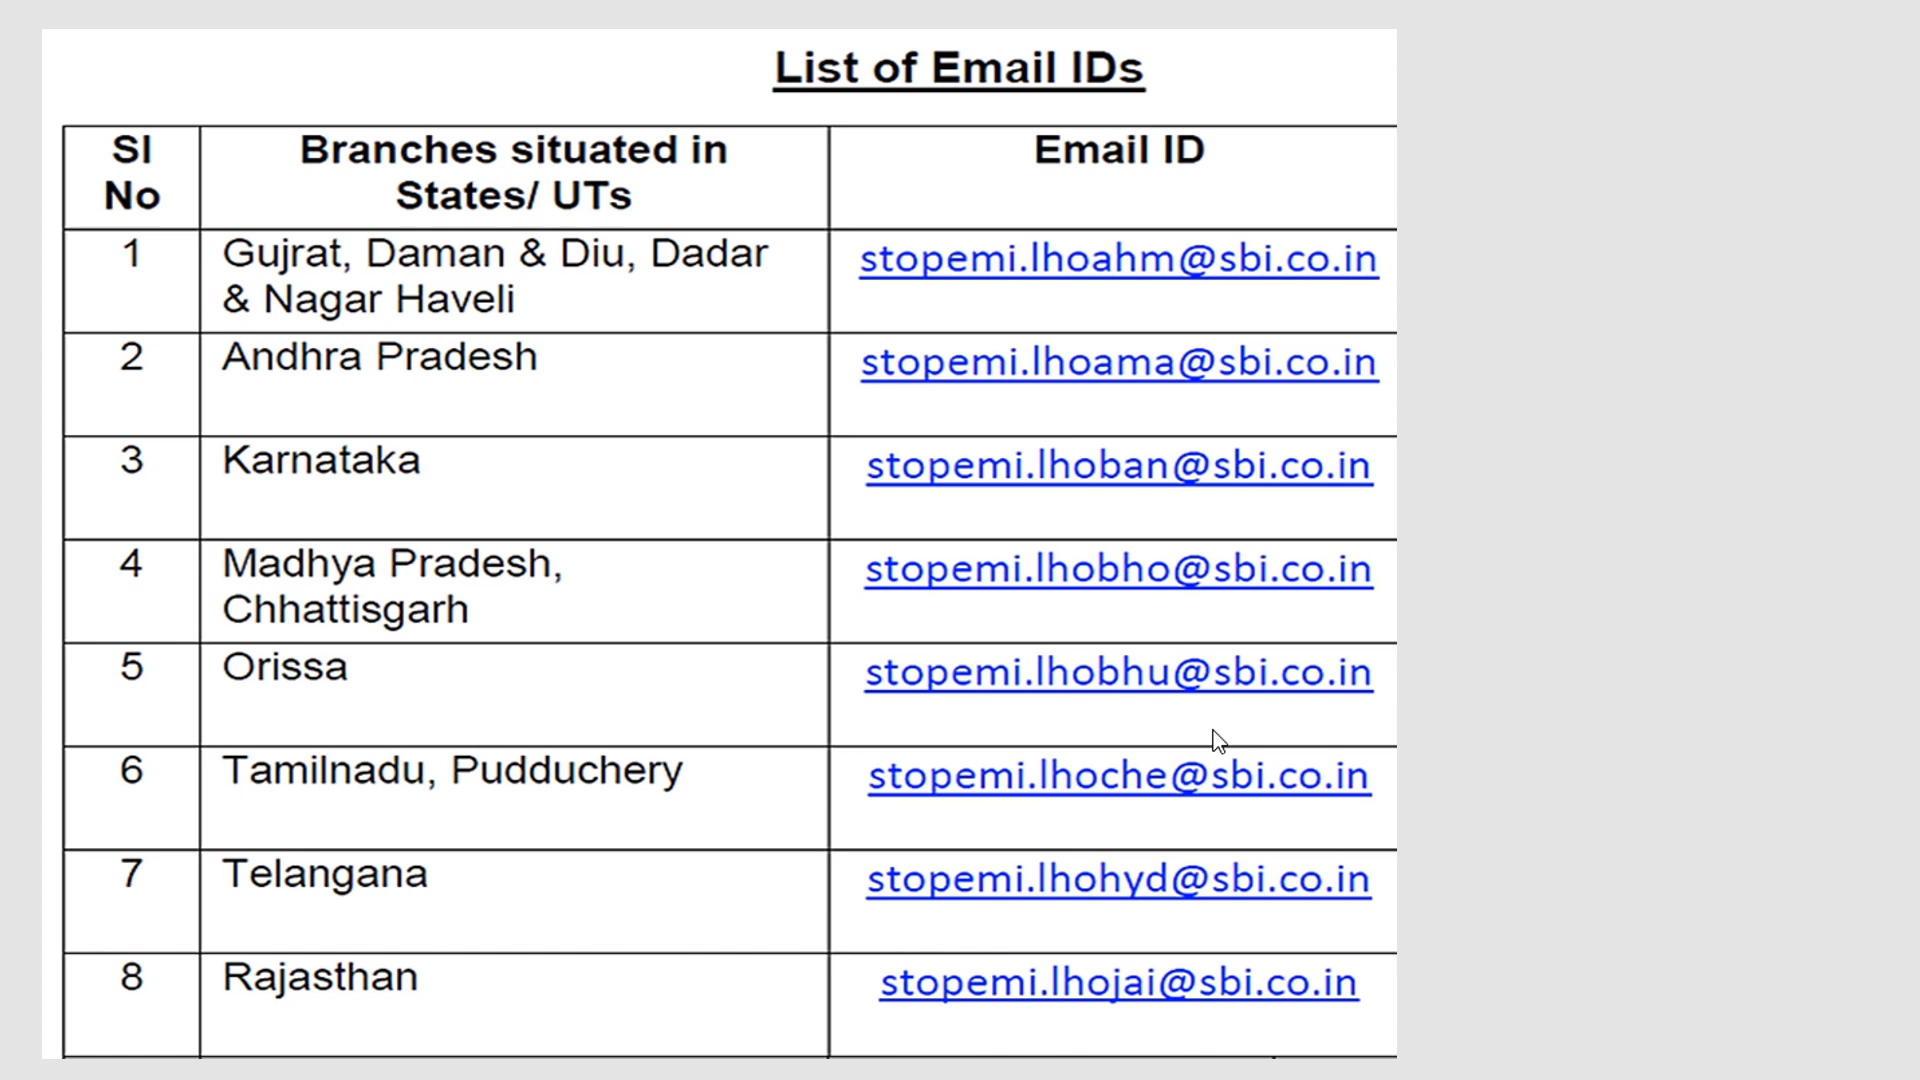 List of Email IDs
Sl
No
Branches situated in
States/ UTs
Email ID
1
Gujrat, Daman & Diu, Dadar
& Nagar Haveli
stopemi.lhoahm@sbi.co.in
2
Andhra Pradesh
stopemi.lhoama@sbi.co.in
3
Karnataka
stopemi.lhoban@sbi.co.in
4
Madhya Pradesh,
Chhattisgarh
stopemi.lhobho@sbi.co.in
5
Orissa
stopemi.lhobhu@sbi.co.in
6
Tamilnadu, Pudduchery
stopemi.lhoche@sbi.co.in
7
Telangana
stopemi.lhohyd@sbi.co.in
8
Rajasthan
stopemi.lhojai@sbi.co.in